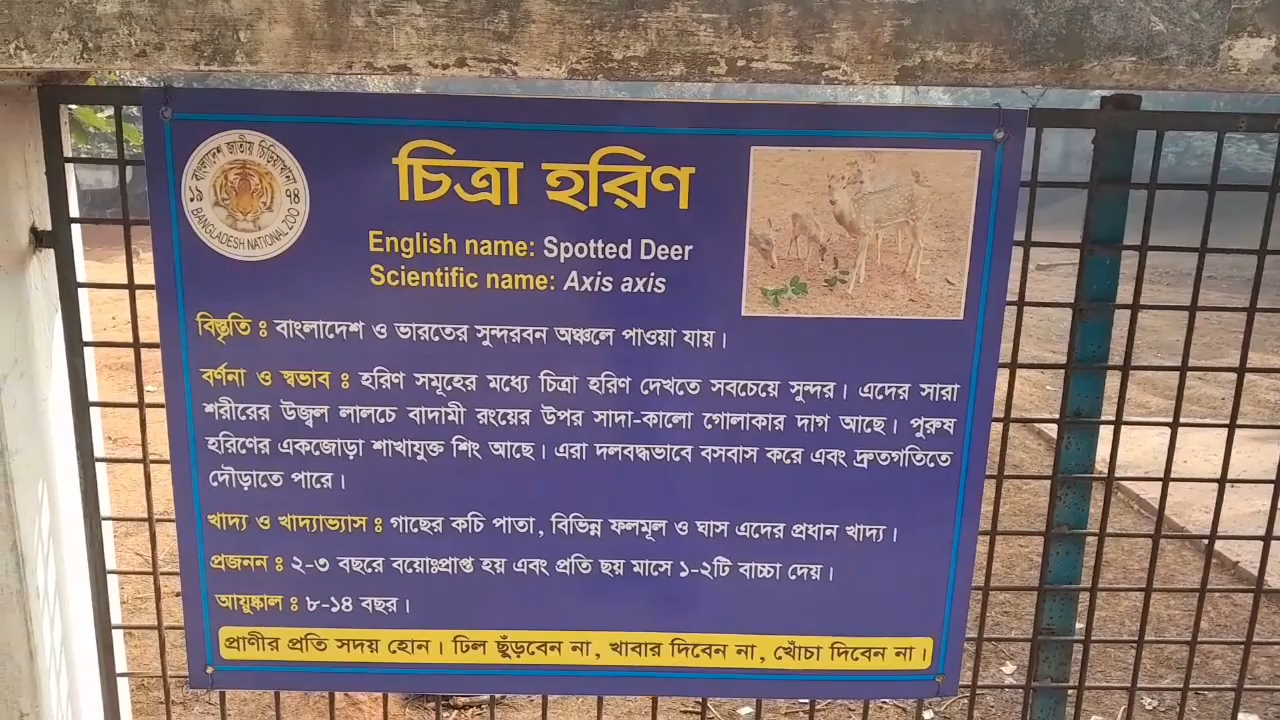 বাংলাদেশ জাতীয় চিড়িয়াখানা
১৯ ৭৪
BANGLADESH NATIONAL ZOO
চিত্রা হরিণ
English name: Spotted Deer
Scientific name: Axis axis
বিস্তৃতি ঃ বাংলাদেশ ও ভারতের সুন্দরবন অঞ্চলে পাওয়া যায়।
বর্ণনা ও স্বভাব ঃ হরিণ সমূহের মধ্যে চিত্রা হরিণ দেখতে সবচেয়ে সুন্দর। এদের সারা
শরীরের উজ্বল লালচে বাদামী রংয়ের উপর সাদা-কালো গোলাকার দাগ আছে। পুরুষ
হরিণের একজোড়া শাখাযুক্ত শিং আছে। এরা দলবদ্ধভাবে বসবাস করে এবং দ্রুতগতিতে
দৌড়াতে পারে।
খাদ্য ও খাদ্যাভ্যাস ঃ গাছের কচি পাতা, বিভিন্ন ফলমূল ও ঘাস এদের প্রধান খাদ্য।
প্রজনন ঃ ২-৩ বছরে বয়োঃপ্রাপ্ত হয় এবং প্রতি ছয় মাসে ১-২টি বাচ্চা দেয়।
আয়ুষ্কাল ঃ ৮-১৪ বছর।
প্রাণীর প্রতি সদয় হোন। ঢিল ছুঁড়বেন না, খাবার দিবেন না, খোঁচা দিবেন না।